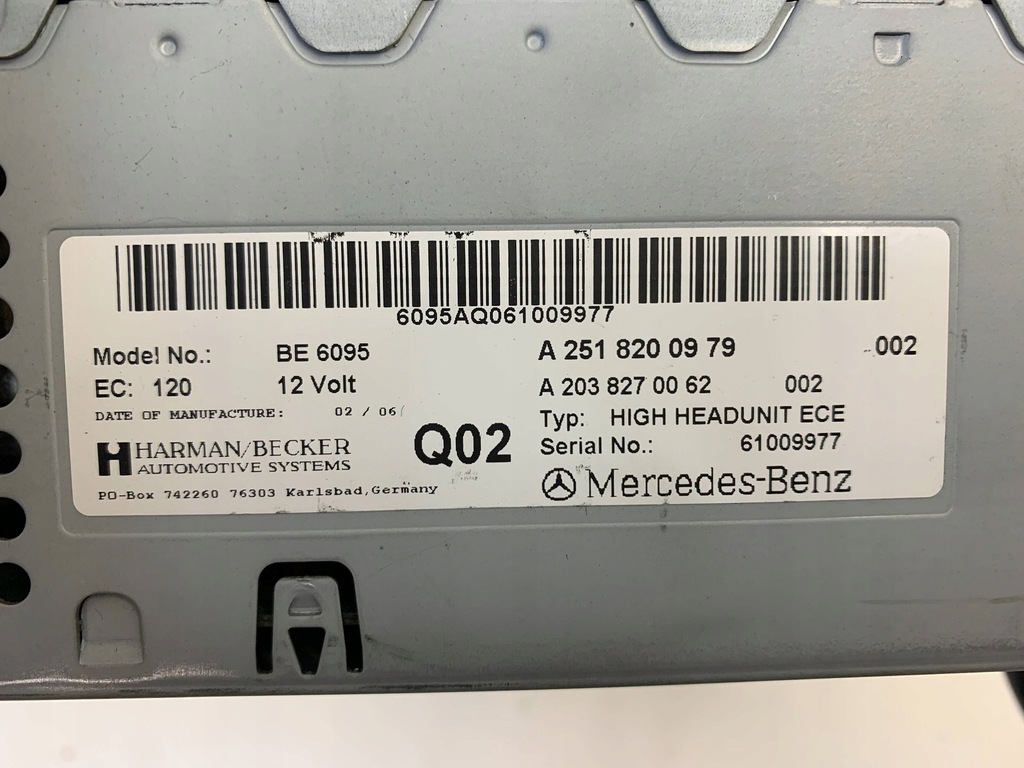 6095AQ061009977
Model No.: BE 6095 A 251 820 09 79 002
EC: 120 12 Volt A 203 827 00 62 002
DATE OF MANUFACTURE: 02 / 06 Typ: HIGH HEADUNIT ECE
HARMAN/BECKER Q02 Serial No.: 61009977
AUTOMOTIVE SYSTEMS Mercedes-Benz
PO-Box 742260 76303 Karlsbad,Germany